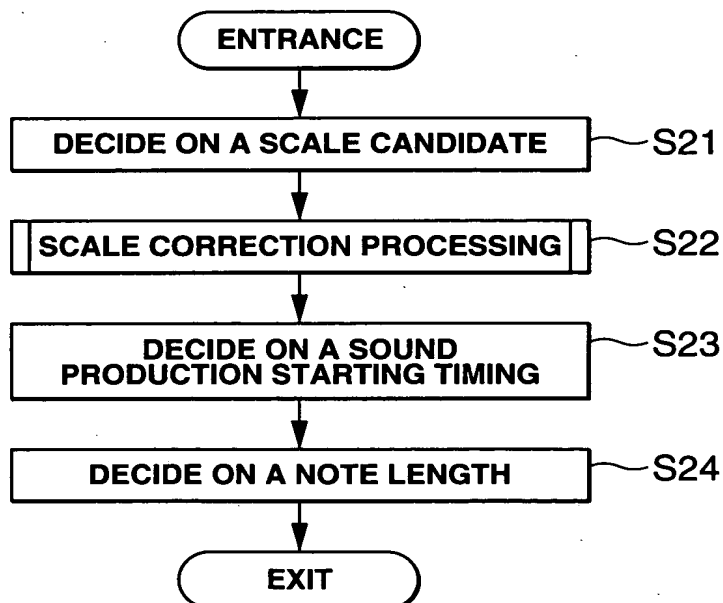 ENTRANCE
DECIDE ON A SCALE CANDIDATE
S21
SCALE CORRECTION PROCESSING
S22
DECIDE ON A SOUND
PRODUCTION STARTING TIMING
S23
DECIDE ON A NOTE LENGTH
S24
EXIT